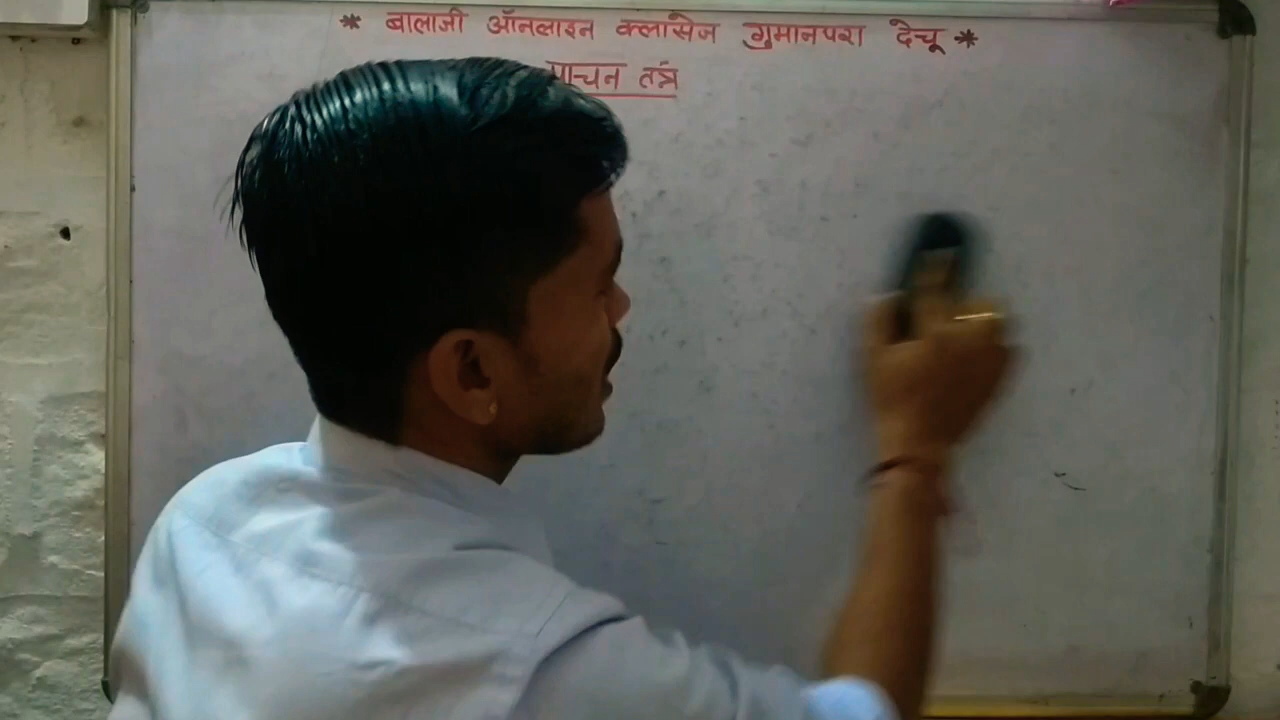 * बालाजी ऑनलाइन क्लासेज गुमानपरा देचू *
पाचन तंत्र